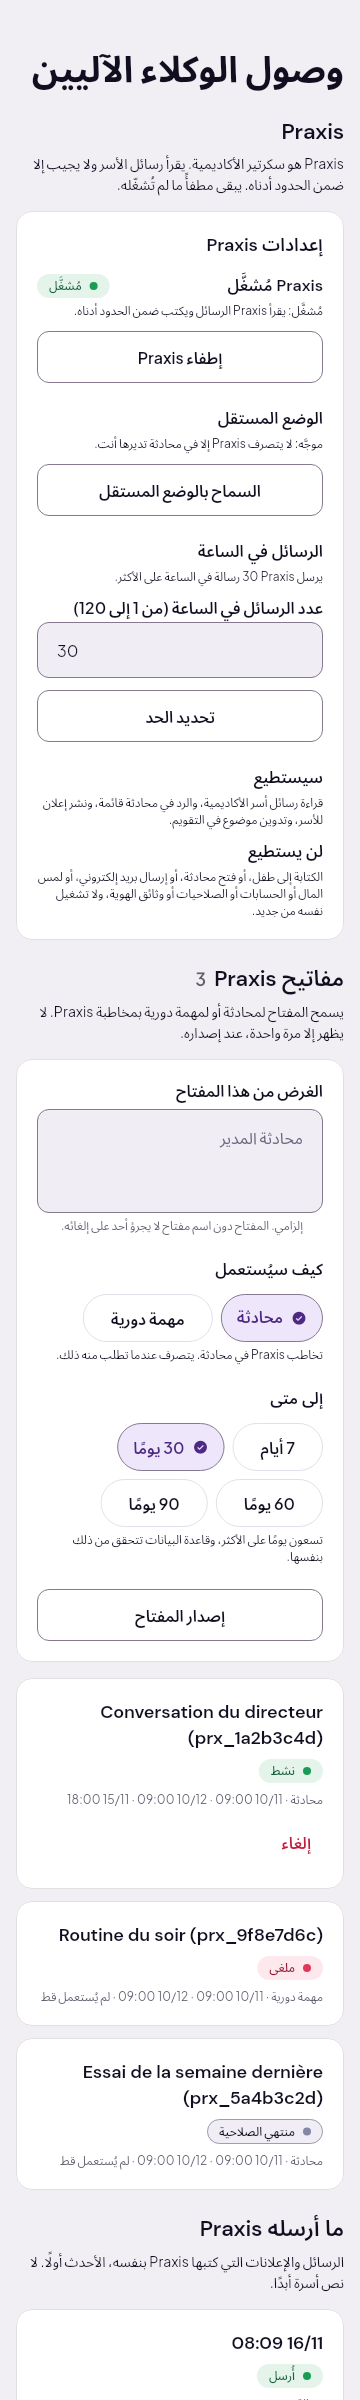 وصول الوكلاء الآليين
Praxis
Praxis هو سكرتير الأكاديمية. يقرأ رسائل الأسر ولا يجيب إلا
ضمن الحدود أدناه. يبقى مطفأً ما لم تُشغّله.
إعدادات Praxis
Praxis مُشغَّل
مُشغَّل
مُشغَّل: يقرأ Praxis الرسائل ويكتب ضمن الحدود أدناه.
إطفاء Praxis
الوضع المستقل
موجَّه: لا يتصرف Praxis إلا في محادثة تديرها أنت.
السماح بالوضع المستقل
الرسائل في الساعة
يرسل Praxis 30 رسالة في الساعة على الأكثر.
عدد الرسائل في الساعة (من 1 إلى 120)
30
تحديد الحد
سيستطيع
قراءة رسائل أسر الأكاديمية، والرد في محادثة قائمة، ونشر إعلان
للأسر، وتدوين موضوع في التقويم.
لن يستطيع
الكتابة إلى طفل، أو فتح محادثة، أو إرسال بريد إلكتروني، أو لمس
المال أو الحسابات أو الصلاحيات أو وثائق الهوية، ولا تشغيل
نفسه من جديد.
مفاتيح Praxis 3
يسمح المفتاح لمحادثة أو لمهمة دورية بمخاطبة Praxis. لا
يظهر إلا مرة واحدة، عند إصداره.
الغرض من هذا المفتاح
محادثة المدير
إلزامي. المفتاح دون اسم مفتاح لا يجرؤ أحد على إلغائه.
كيف سيُستعمل
محادثة
مهمة دورية
تخاطب Praxis في محادثة. يتصرف عندما تطلب منه ذلك.
إلى متى
7 أيام
30 يومًا
60 يومًا
90 يومًا
تسعون يومًا على الأكثر، وقاعدة البيانات تتحقق من ذلك
بنفسها.
إصدار المفتاح
Conversation du directeur
(prx_1a2b3c4d)
نشط
محادثة · 10/11 09:00 · 10/12 09:00 · 15/11 18:00
إلغاء
Routine du soir (prx_9f8e7d6c)
ملغى
مهمة دورية · 10/11 09:00 · 10/12 09:00 · لم يُستعمل قط
Essai de la semaine dernière
(prx_5a4b3c2d)
منتهي الصلاحية
محادثة · 10/11 09:00 · 10/12 09:00 · لم يُستعمل قط
ما أرسله Praxis
الرسائل والإعلانات التي كتبها Praxis بنفسه، الأحدث أولًا. لا
نص أسرة أبدًا.
16/11 08:09
أُرسل